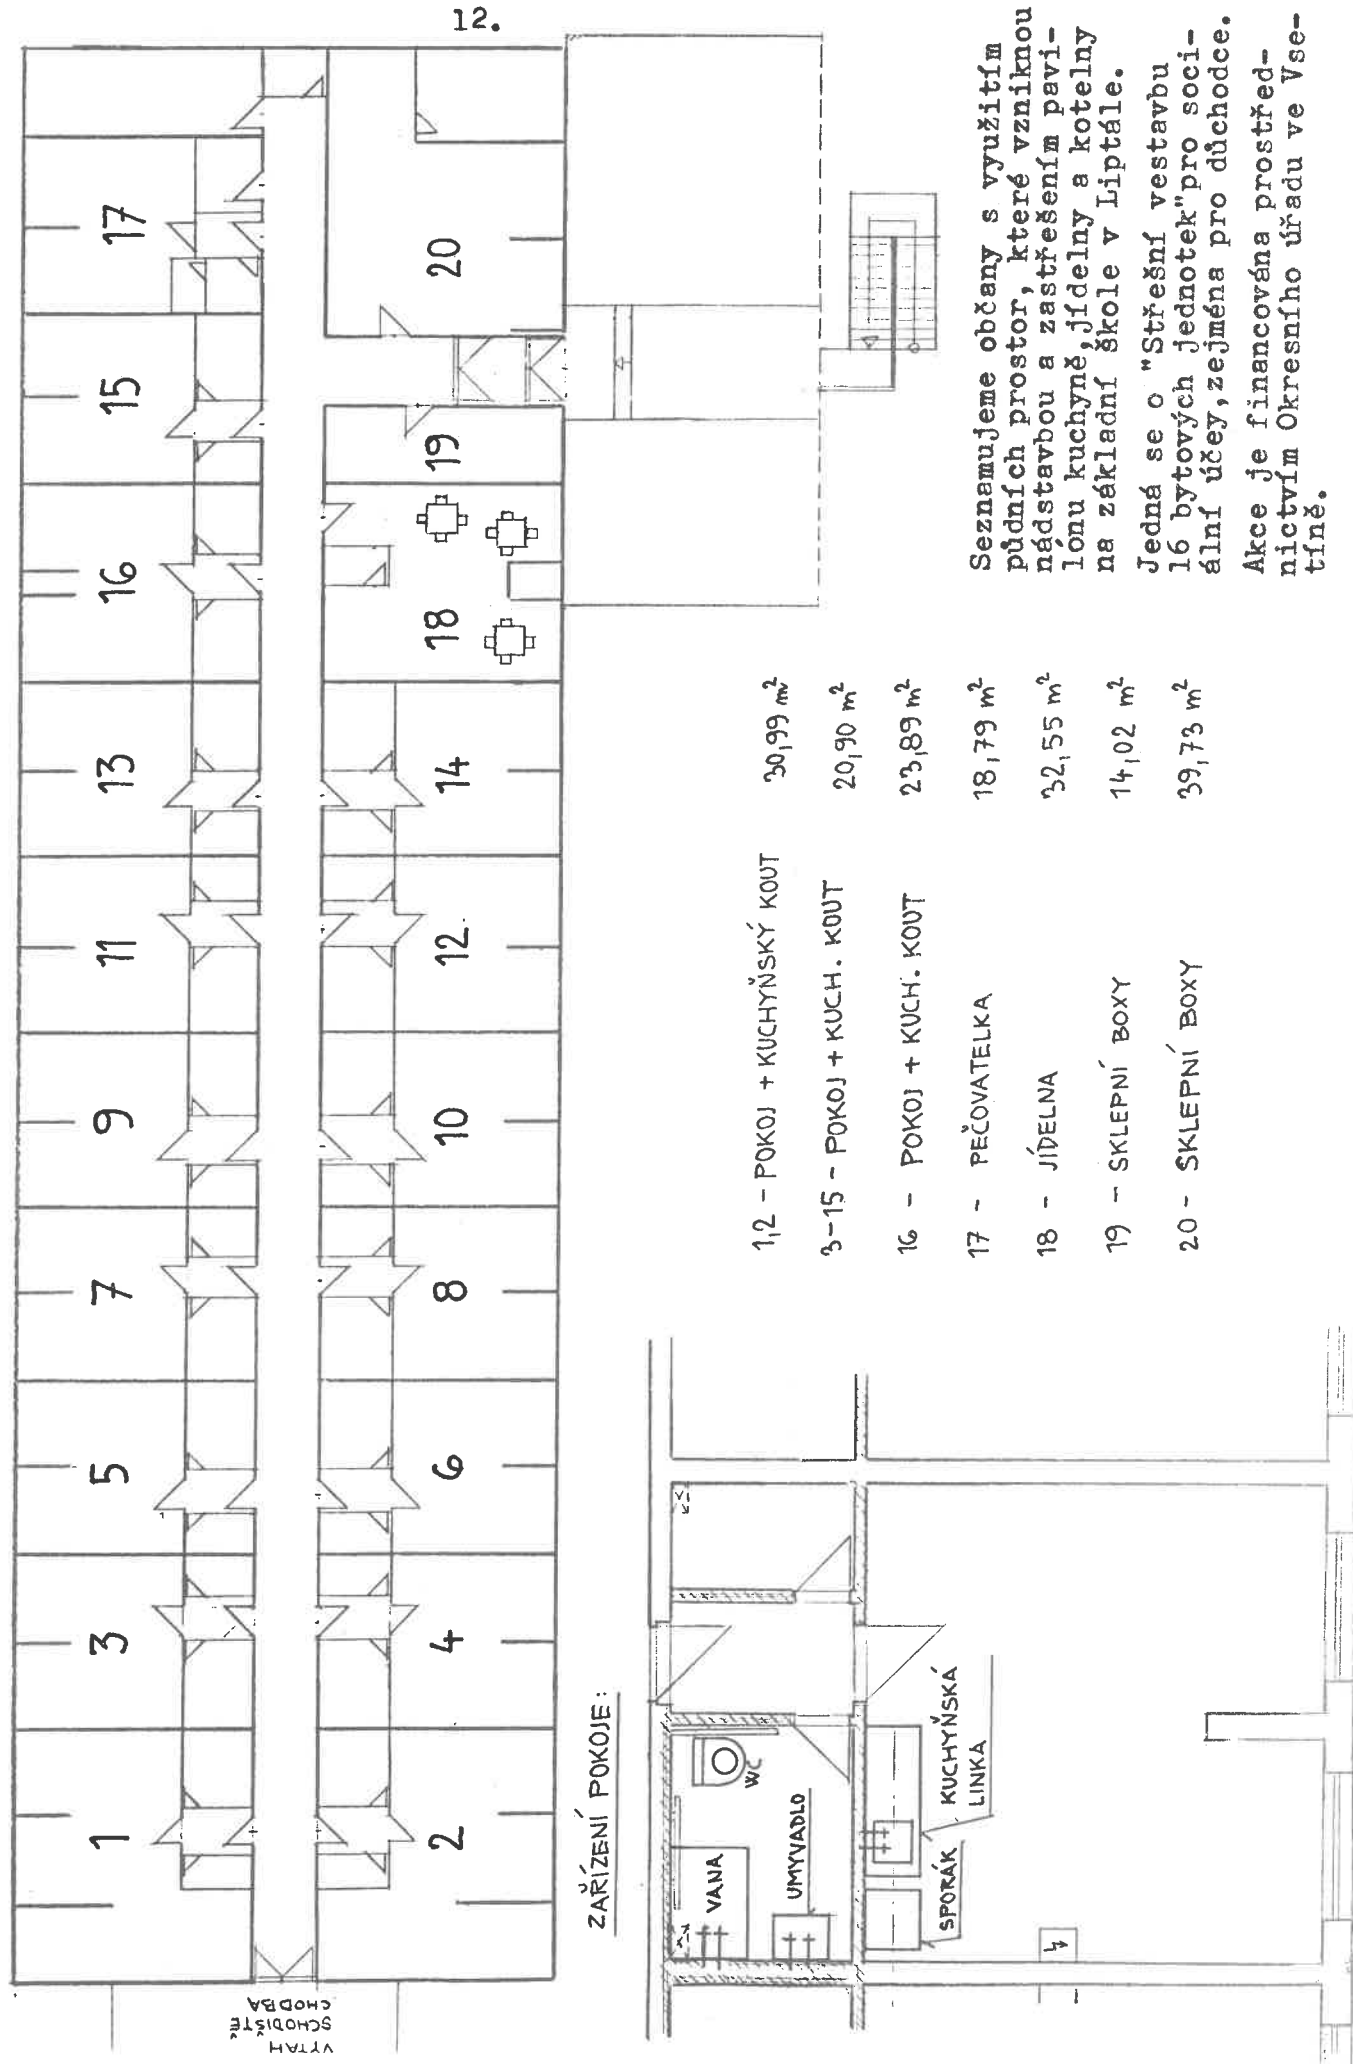 12.
17
15
16
13
11
9
7
5
3
1
20
19
18
14
12
10
8
6
4
2
VÝTAH
SCHODIŠTĚ
CHODBA
ZAŘÍZENÍ POKOJE:
VANA
WC
UMYVADLO
SPORÁK
KUCHYŇSKÁ
LINKA
1,2 - POKOJ + KUCHYŇSKÝ KOUT 30,99 m²
3-15 - POKOJ + KUCH. KOUT 20,90 m²
16 - POKOJ + KUCH. KOUT 23,89 m²
17 - PEČOVATELKA 18,79 m²
18 - JÍDELNA 32,55 m²
19 - SKLEPNÍ BOXY 14,02 m²
20 - SKLEPNÍ BOXY 39,73 m²
Seznamujeme občany s využitím
půdních prostor, které vzniknou
nádstavbou a zastřešením pavi-
lónu kuchyně,jídelny a kotelny
na základní škole v Liptále.
Jedná se o "Střešní vestavbu
16 bytových jednotek"pro soci-
ální účey,zejména pro důchodce.
Akce je financována prostřed-
nictvím Okresního úřadu ve Vse-
tíně.